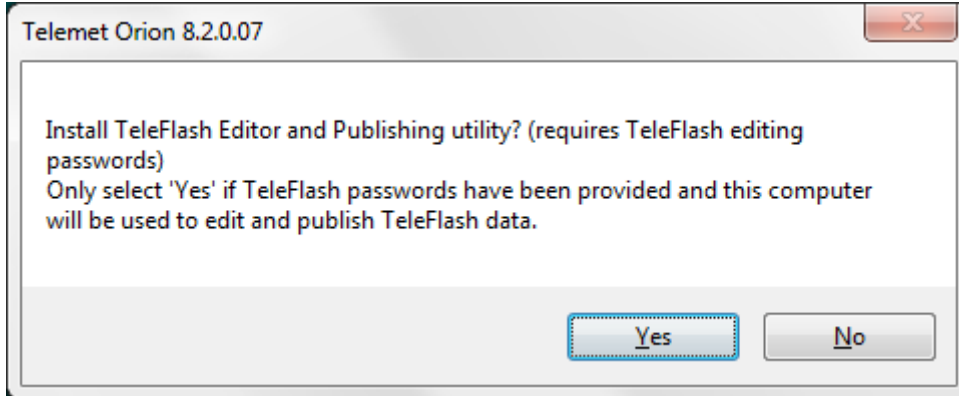 Telemet Orion 8.2.0.07
Install TeleFlash Editor and Publishing utility? (requires TeleFlash editing
passwords)
Only select 'Yes' if TeleFlash passwords have been provided and this computer
will be used to edit and publish TeleFlash data.
Yes
No